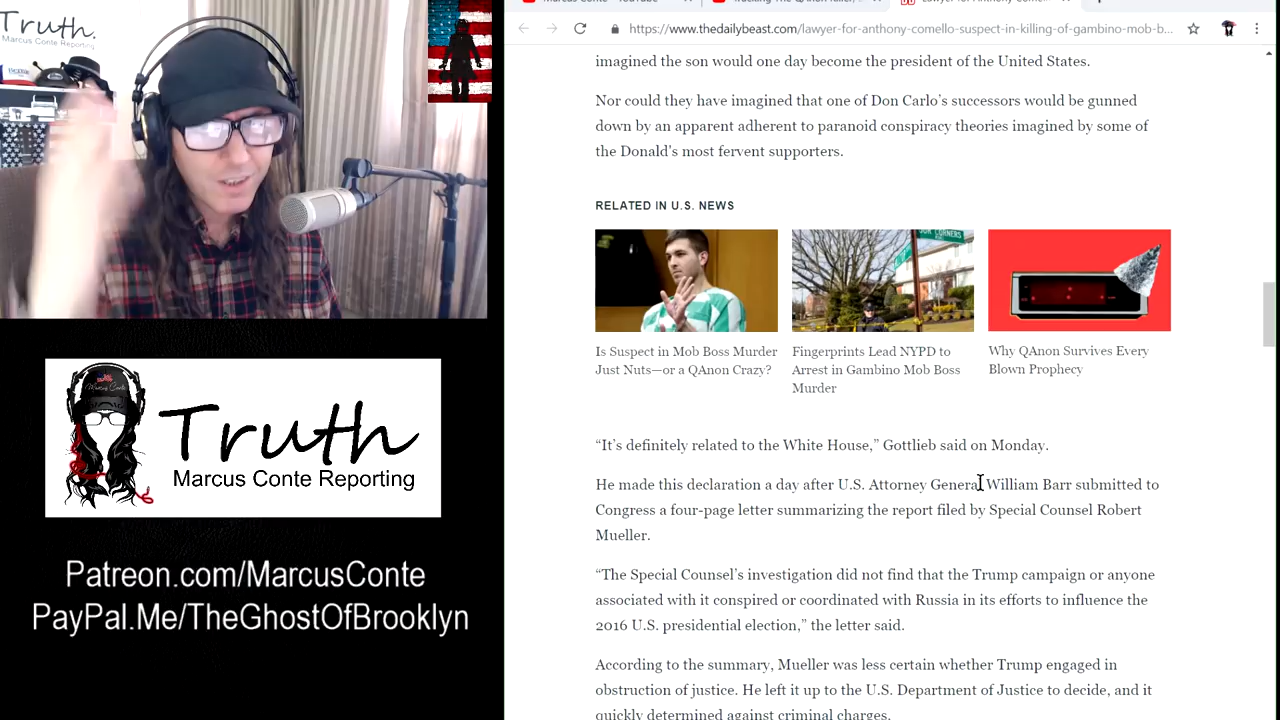 Truth.
Marcus Conte Reporting
https://www.thedailybeast.com/lawyer-for-anthony-comello-suspect-in-killing-of-gambino-mob-b...
imagined the son would one day become the president of the United States.
Nor could they have imagined that one of Don Carlo’s successors would be gunned
down by an apparent adherent to paranoid conspiracy theories imagined by some of
the Donald's most fervent supporters.
RELATED IN U.S. NEWS
Is Suspect in Mob Boss Murder
Just Nuts—or a QAnon Crazy?
Fingerprints Lead NYPD to
Arrest in Gambino Mob Boss
Murder
Why QAnon Survives Every
Blown Prophecy
“It’s definitely related to the White House,” Gottlieb said on Monday.
He made this declaration a day after U.S. Attorney General William Barr submitted to
Congress a four-page letter summarizing the report filed by Special Counsel Robert
Mueller.
“The Special Counsel’s investigation did not find that the Trump campaign or anyone
associated with it conspired or coordinated with Russia in its efforts to influence the
2016 U.S. presidential election,” the letter said.
According to the summary, Mueller was less certain whether Trump engaged in
obstruction of justice. He left it up to the U.S. Department of Justice to decide, and it
quickly determined against criminal charges.
Marcus Conte
Truth
Marcus Conte Reporting
Patreon.com/MarcusConte
PayPal.Me/TheGhostOfBrooklyn